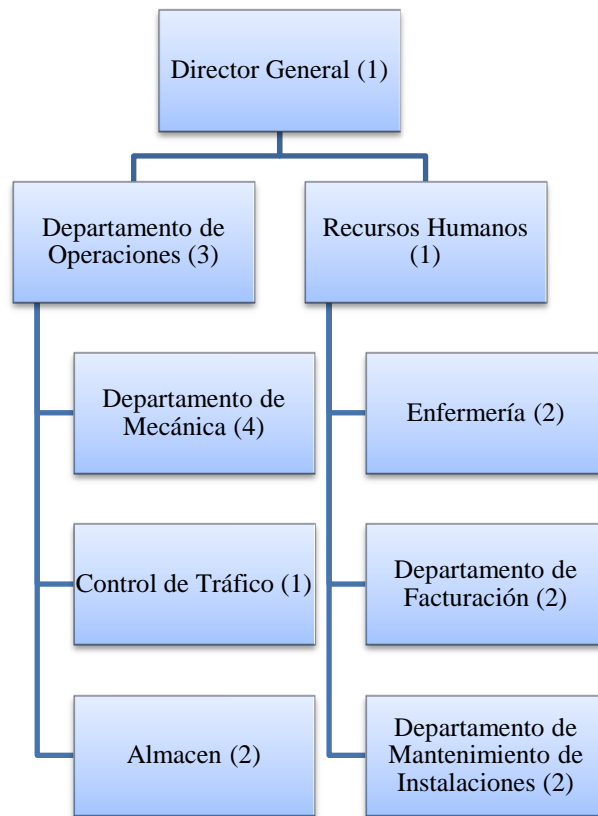 Director General (1)
Departamento de
Operaciones (3)
Recursos Humanos
(1)
Departamento de
Mecánica (4)
Enfermería (2)
Control de Tráfico (1)
Departamento de
Facturación (2)
Almacen (2)
Departamento de
Mantenimiento de
Instalaciones (2)